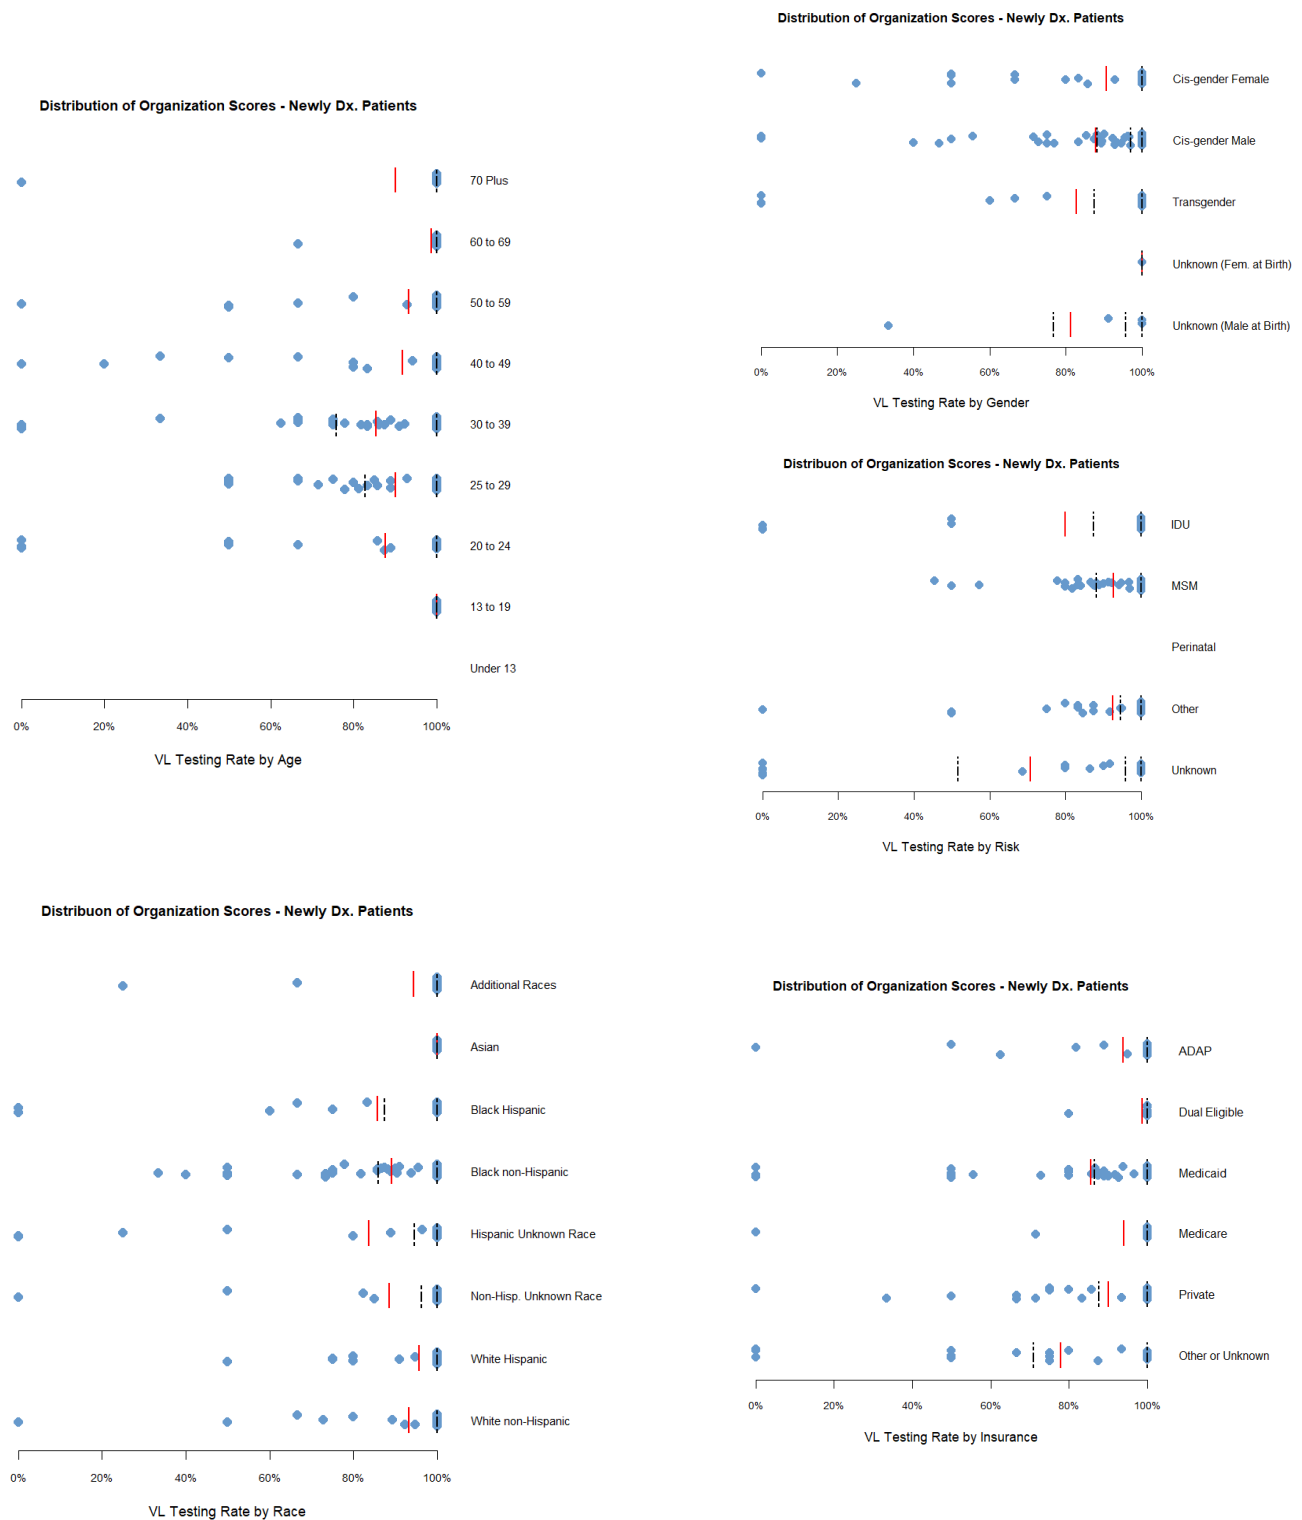 Distribution of Organization Scores - Newly Dx. Patients
70 Plus
60 to 69
50 to 59
40 to 49
30 to 39
25 to 29
20 to 24
13 to 19
Under 13
0% 20% 40% 60% 80% 100%
VL Testing Rate by Age
Distribution of Organization Scores - Newly Dx. Patients
Cis-gender Female
Cis-gender Male
Transgender
Unknown (Fem. at Birth)
Unknown (Male at Birth)
0% 20% 40% 60% 80% 100%
VL Testing Rate by Gender
Distribuon of Organization Scores - Newly Dx. Patients
IDU
MSM
Perinatal
Other
Unknown
0% 20% 40% 60% 80% 100%
VL Testing Rate by Risk
Distribuon of Organization Scores - Newly Dx. Patients
Additional Races
Asian
Black Hispanic
Black non-Hispanic
Hispanic Unknown Race
Non-Hisp. Unknown Race
White Hispanic
White non-Hispanic
0% 20% 40% 60% 80% 100%
VL Testing Rate by Race
Distribution of Organization Scores - Newly Dx. Patients
ADAP
Dual Eligible
Medicaid
Medicare
Private
Other or Unknown
0% 20% 40% 60% 80% 100%
VL Testing Rate by Insurance